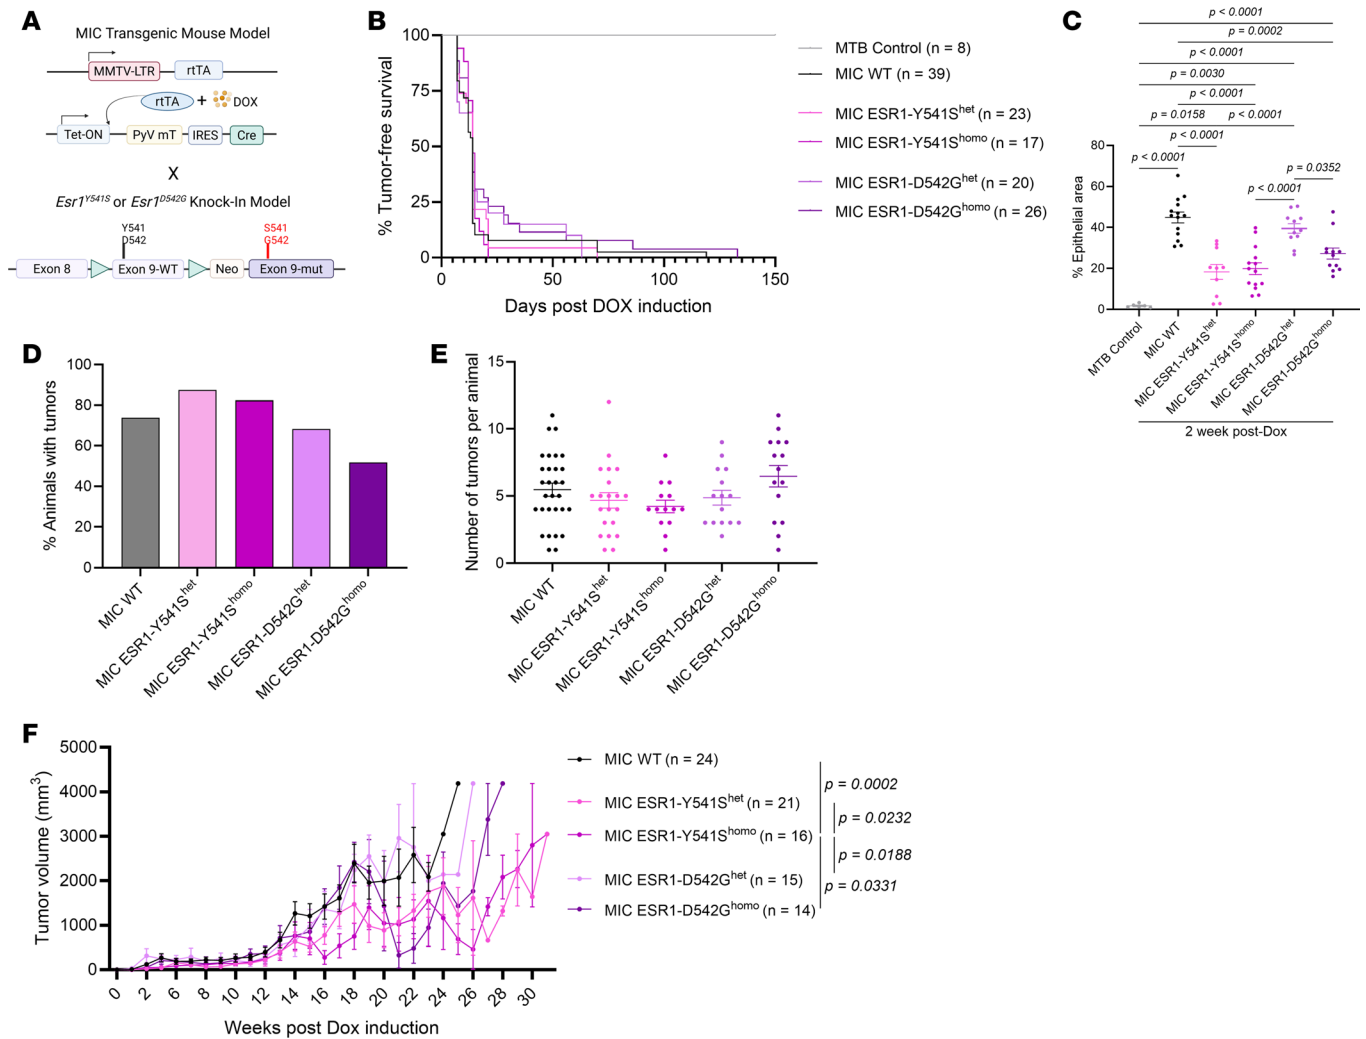 A
MIC Transgenic Mouse Model
MMTV-LTR rtTA
rtTA + DOX
Tet-ON PyV mT IRES Cre
X
Esr1Y541S or Esr1D542G Knock-In Model
Y541 S541
D542 G542
Exon 8 Exon 9-WT Neo Exon 9-mut
B
% Tumor-free survival
100
75
50
25
0
0 50 100 150
Days post DOX induction
MTB Control (n = 8)
MIC WT (n = 39)
MIC ESR1-Y541Shet (n = 23)
MIC ESR1-Y541Shomo (n = 17)
MIC ESR1-D542Ghet (n = 20)
MIC ESR1-D542Ghomo (n = 26)
C
p < 0.0001
p = 0.0002
p < 0.0001
p = 0.0030
p < 0.0001
p = 0.0158 p < 0.0001
p < 0.0001
p < 0.0001 p = 0.0352
p < 0.0001
% Epithelial area
80
60
40
20
0
MTB Control
MIC WT
MIC ESR1-Y541Shet
MIC ESR1-Y541Shomo
MIC ESR1-D542Ghet
MIC ESR1-D542Ghomo
2 week post-Dox
D
% Animals with tumors
100
80
60
40
20
0
MIC WT
MIC ESR1-Y541Shet
MIC ESR1-Y541Shomo
MIC ESR1-D542Ghet
MIC ESR1-D542Ghomo
E
Number of tumors per animal
15
10
5
0
MIC WT
MIC ESR1-Y541Shet
MIC ESR1-Y541Shomo
MIC ESR1-D542Ghet
MIC ESR1-D542Ghomo
F
Tumor volume (mm3)
5000
4000
3000
2000
1000
0
0 2 4 6 8 10 12 14 16 18 20 22 24 26 28 30
Weeks post Dox induction
MIC WT (n = 24)
MIC ESR1-Y541Shet (n = 21)
MIC ESR1-Y541Shomo (n = 16)
MIC ESR1-D542Ghet (n = 15)
MIC ESR1-D542Ghomo (n = 14)
p = 0.0002
p = 0.0232
p = 0.0188
p = 0.0331